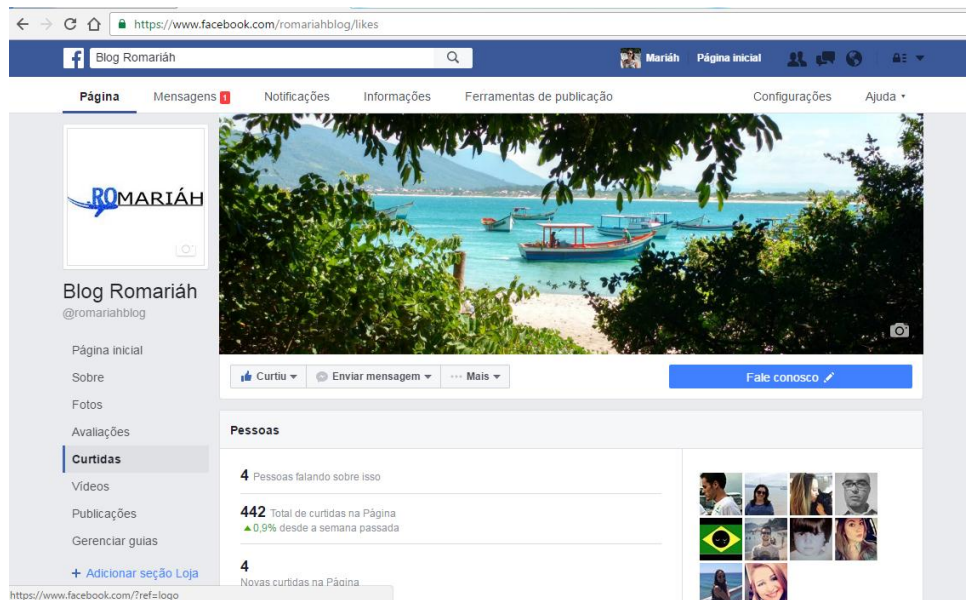 https://www.facebook.com/romariahblog/likes
Blog Romariáh
Mariáh Página inicial
Página Mensagens 1 Notificações Informações Ferramentas de publicação Configurações Ajuda
ROMARIÁH
Blog Romariáh
@romariahblog
Página inicial
Sobre
Fotos
Avaliações
Curtidas
Vídeos
Publicações
Gerenciar guias
+ Adicionar seção Loja
Curtiu Enviar mensagem ... Mais Fale conosco
Pessoas
4 Pessoas falando sobre isso
442 Total de curtidas na Página
▲0,9% desde a semana passada
4
Novas curtidas na Página
https://www.facebook.com/?ref=logo